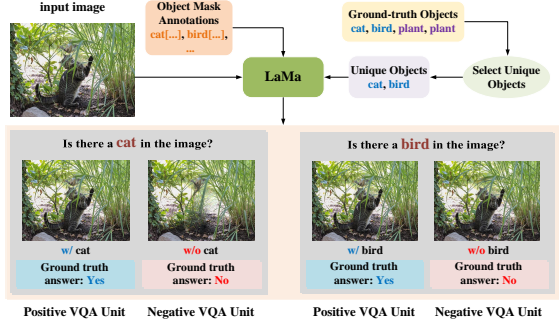 input image
Object Mask
Annotations
cat[...], bird[...],
...
Ground-truth Objects
cat, bird, plant, plant
LaMa
Unique Objects
cat, bird
Select Unique
Objects
Is there a cat in the image?
w/ cat
w/o cat
Ground truth
answer: Yes
Ground truth
answer: No
Positive VQA Unit
Negative VQA Unit
Is there a bird in the image?
w/ bird
w/o bird
Ground truth
answer: Yes
Ground truth
answer: No
Positive VQA Unit
Negative VQA Unit